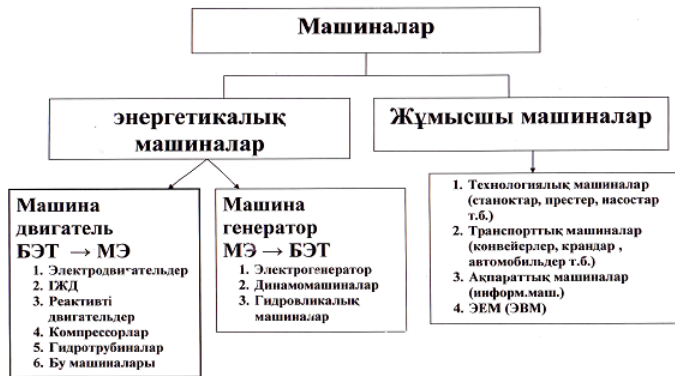 Машиналар
энергетикалық
машиналар
Жұмысшы машиналар
Машина
двигатель
БЭТ → МЭ
1. Электродвигательдер
2. ІЖД
3. Реактивті
двигательдер
4. Компрессорлар
5. Гидротрубиналар
6. Бу машиналары
Машина
генератор
МЭ → БЭТ
1. Электрогенератор
2. Динамомашиналар
3. Гидровликалық
машиналар
1. Технологиялық машиналар
(станоктар, престер, насостар
т.б.)
2. Транспорттық машиналар
(конвейерлер, крандар ,
автомобильдер т.б.)
3. Ақпараттық машиналар
(информ.маш.)
4. ЭЕМ (ЭВМ)